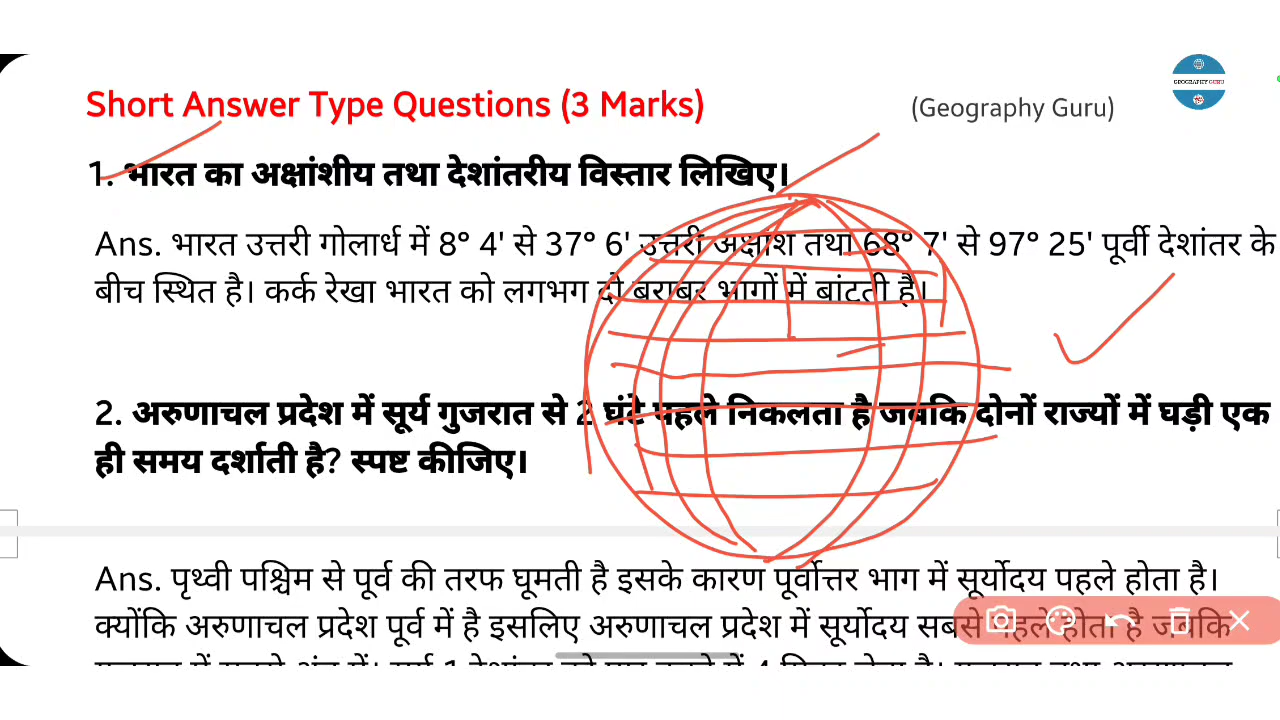 Short Answer Type Questions (3 Marks)
(Geography Guru)
GEOGRAPHY GURU
1. भारत का अक्षांशीय तथा देशांतरीय विस्तार लिखिए।
Ans. भारत उत्तरी गोलार्ध में 8° 4' से 37° 6' उत्तरी अक्षांश तथा 68° 7' से 97° 25' पूर्वी देशांतर के
बीच स्थित है। कर्क रेखा भारत को लगभग दो बराबर भागों में बांटती है।
2. अरुणाचल प्रदेश में सूर्य गुजरात से 2 घंटे पहले निकलता है जबकि दोनों राज्यों में घड़ी एक
ही समय दर्शाती है? स्पष्ट कीजिए।
Ans. पृथ्वी पश्चिम से पूर्व की तरफ घूमती है इसके कारण पूर्वोत्तर भाग में सूर्योदय पहले होता है।
क्योंकि अरुणाचल प्रदेश पूर्व में है इसलिए अरुणाचल प्रदेश में सूर्योदय सबसे पहले होता है जबकि